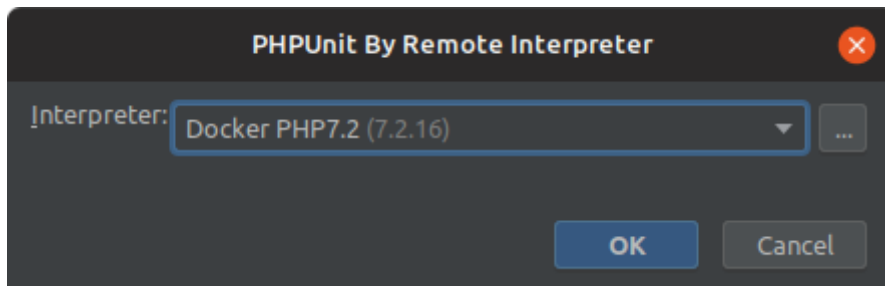 PHPUnit By Remote Interpreter
Interpreter: Docker PHP7.2 (7.2.16) ...
OK Cancel